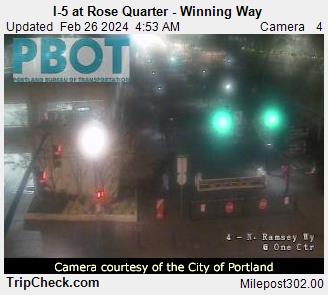 I-5 at Rose Quarter - Winning Way
Updated Feb 26 2024 4:53 AM Camera 4
PBOT
PORTLAND BUREAU OF TRANSPORTATION
4 - N. Ramsey Wy
@ One Ctr
Camera courtesy of the City of Portland
TripCheck.com Milepost302.00